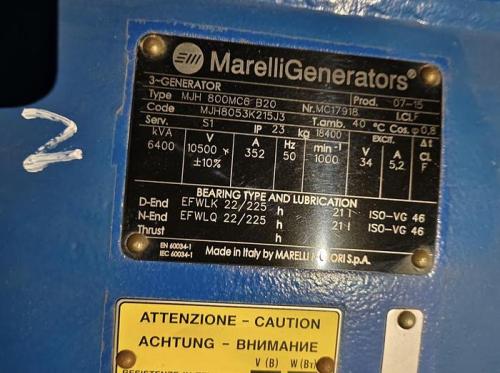 2
MarelliGenerators®
3~GENERATOR
Type MJH 800MC6 B20 Prod. 07-15
Code MJH8053K215J3 Nr. MG17918 LCLF
Serv. S1 IP 23 kg 18400 T.amb. 40 °C Cos φ 0,8
kVA V A Hz min-1 EXCIT. Δt
V A CL
6400 10500 Y 352 50 1000 34 5,2 F
±10%
BEARING TYPE AND LUBRICATION
D-End EFWLK 22/225 h 21 l ISO-VG 46
N-End EFWLQ 22/225 h 21 l ISO-VG 46
Thrust h
EN 60034-1
IEC 60034-1
Made in Italy by MARELLI MOTORI S.p.A.
ATTENZIONE - CAUTION
ACHTUNG - ВНИМАНИЕ
V (B) W (Вт)